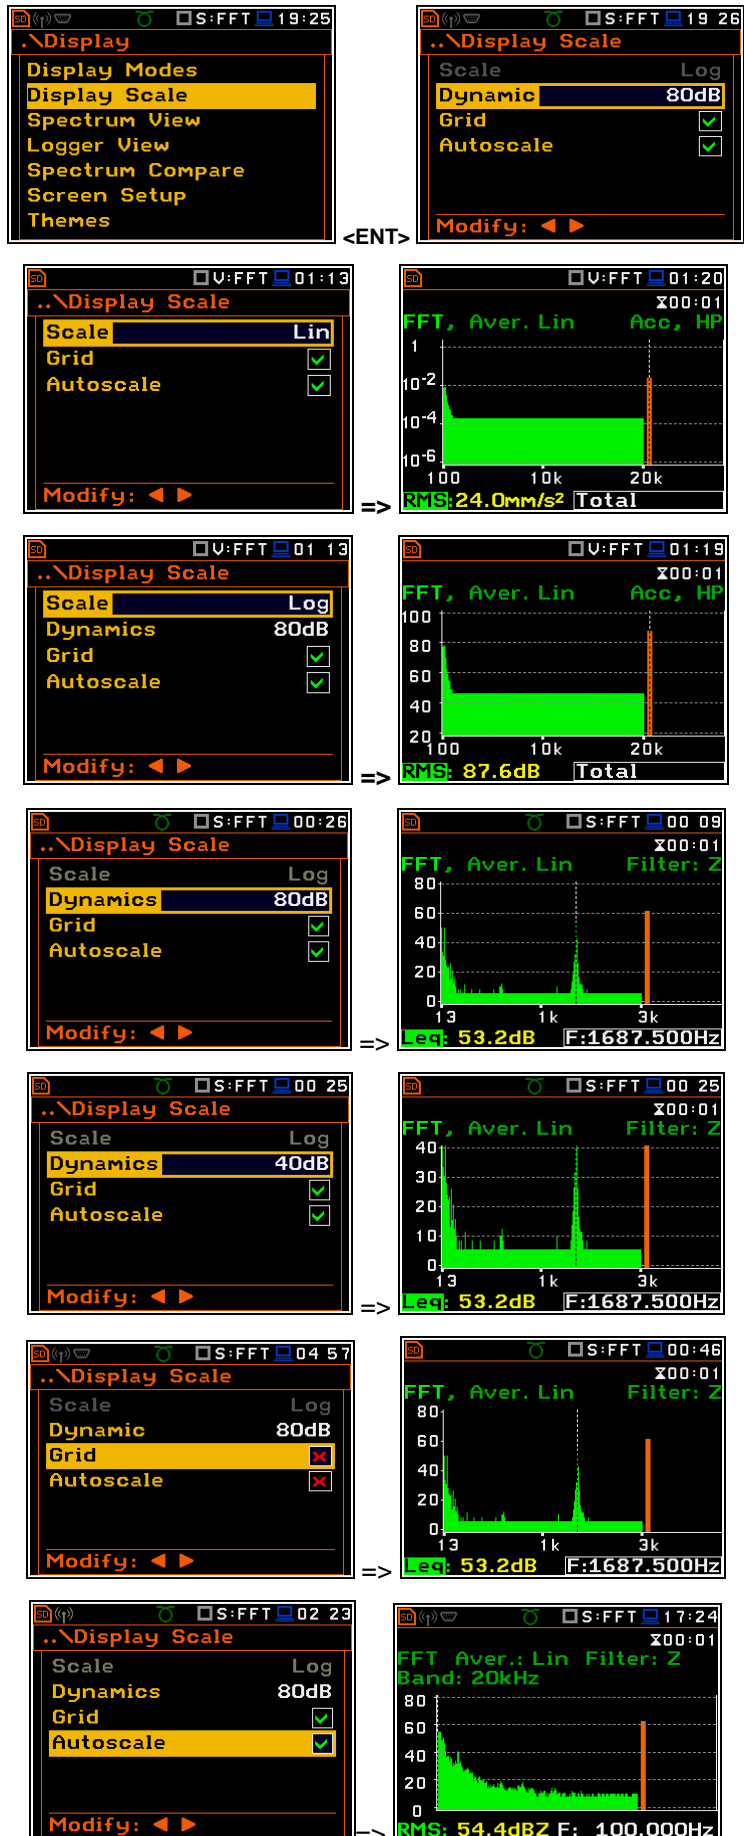 S:FFT 19:25
.\Display
Display Modes
Display Scale
Spectrum View
Logger View
Spectrum Compare
Screen Setup
Themes
<ENT>
S:FFT 19 26
..\Display Scale
Scale Log
Dynamic 80dB
Grid
Autoscale
Modify:
V:FFT 01:13
..\Display Scale
Scale Lin
Grid
Autoscale
Modify:
=>
V:FFT 01:20
00:01
FFT, Aver. Lin Acc, HP
1
10-2
10-4
10-6
100 10k 20k
RMS:24.0mm/s² Total
V:FFT 01 13
..\Display Scale
Scale Log
Dynamics 80dB
Grid
Autoscale
Modify:
=>
V:FFT 01:19
00:01
FFT, Aver. Lin Acc, HP
100
80
60
40
20
100 10k 20k
RMS: 87.6dB Total
S:FFT 00:26
..\Display Scale
Scale Log
Dynamics 80dB
Grid
Autoscale
Modify:
=>
S:FFT 00 09
00:01
FFT, Aver. Lin Filter: Z
80
60
40
20
0
13 1k 3k
Leq: 53.2dB F:1687.500Hz
S:FFT 00 25
..\Display Scale
Scale Log
Dynamics 40dB
Grid
Autoscale
Modify:
=>
S:FFT 00 25
00:01
FFT, Aver. Lin Filter: Z
40
30
20
10
0
13 1k 3k
Leq: 53.2dB F:1687.500Hz
S:FFT 04 57
..\Display Scale
Scale Log
Dynamic 80dB
Grid
Autoscale
Modify:
=>
S:FFT 00:46
00:01
FFT, Aver. Lin Filter: Z
80
60
40
20
0
13 1k 3k
Leq: 53.2dB F:1687.500Hz
S:FFT 02 23
..\Display Scale
Scale Log
Dynamics 80dB
Grid
Autoscale
Modify:
=>
S:FFT 17:24
00:01
FFT Aver.: Lin Filter: Z
Band: 20kHz
80
60
40
20
0
RMS: 54.4dBZ F: 100.000Hz